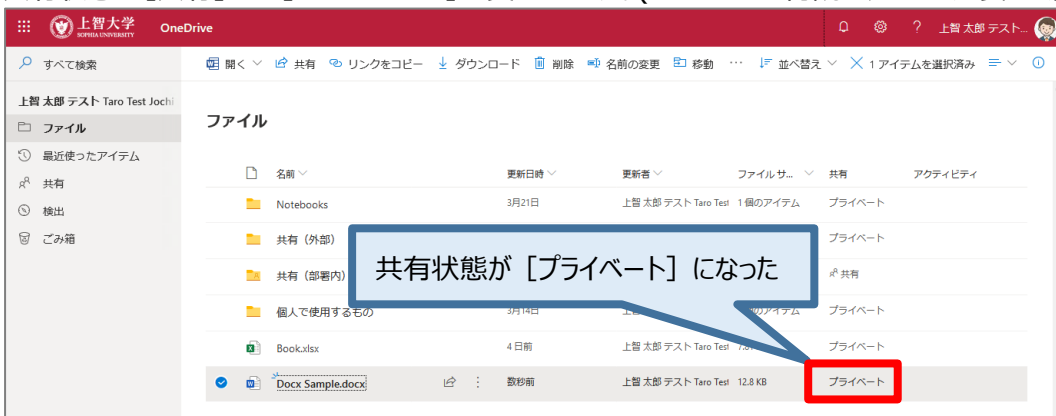 上智大学
SOPHIA UNIVERSITY
OneDrive
? 上智 太郎 テスト...
すべて検索
開く 共有 リンクをコピー ダウンロード 削除 名前の変更 移動 … 並べ替え 1 アイテムを選択済み
上智 太郎 テスト Taro Test Jochi
ファイル
最近使ったアイテム
共有
検出
ごみ箱
ファイル
名前 更新日時 更新者 ファイル サ... 共有 アクティビティ
Notebooks 3月21日 上智 太郎 テスト Taro Test 1 個のアイテム プライベート
共有（外部） プライベート
共有（部署内） 共有
個人で使用するもの 3月14日 プライベート
Book.xlsx 4 日前 上智 太郎 テスト Taro Test プライベート
Docx Sample.docx 数秒前 上智 太郎 テスト Taro Test 12.8 KB プライベート
共有状態が［プライベート］になった